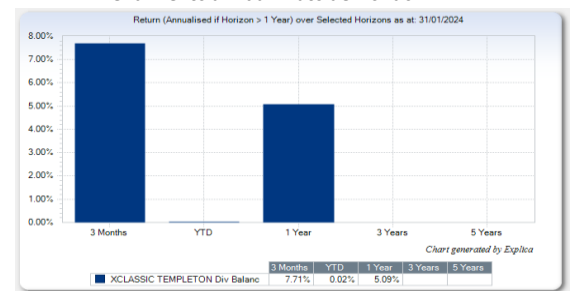 Return (Annualised if Horizon > 1 Year) over Selected Horizons as at: 31/01/2024
8.00%
7.00%
6.00%
5.00%
4.00%
3.00%
2.00%
1.00%
0.00%
3 Months YTD 1 Year 3 Years 5 Years
Chart generated by Explica
3 Months YTD 1 Year 3 Years 5 Years
XCLASSIC TEMPLETON Div Balanc 7.71% 0.02% 5.09%